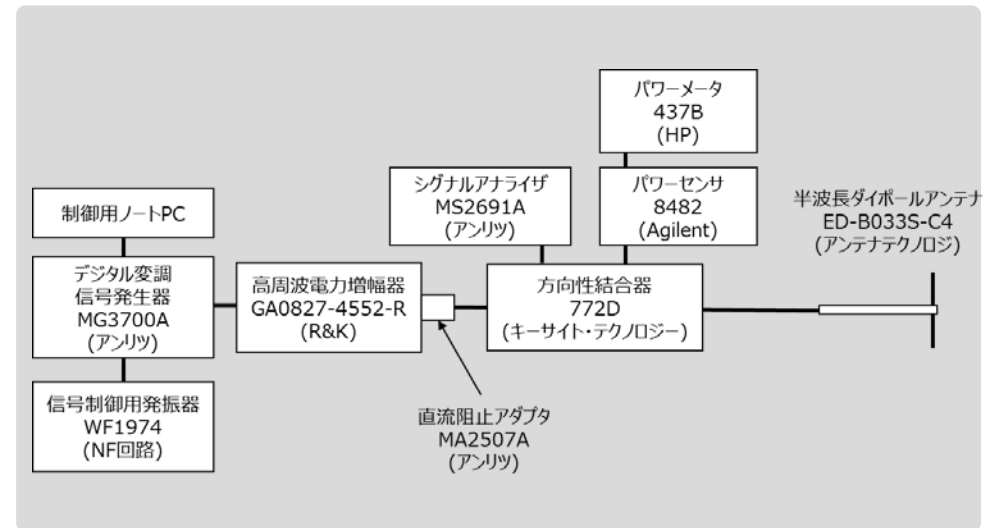 パワーメータ
437B
(HP)
シグナルアナライザ
MS2691A
(アンリツ)
パワーセンサ
8482
(Agilent)
半波長ダイポールアンテナ
ED-B033S-C4
(アンテナテクノロジ)
制御用ノートPC
デジタル変調
信号発生器
MG3700A
(アンリツ)
高周波電力増幅器
GA0827-4552-R
(R&K)
方向性結合器
772D
(キーサイト・テクノロジー)
信号制御用発振器
WF1974
(NF回路)
直流阻止アダプタ
MA2507A
(アンリツ)